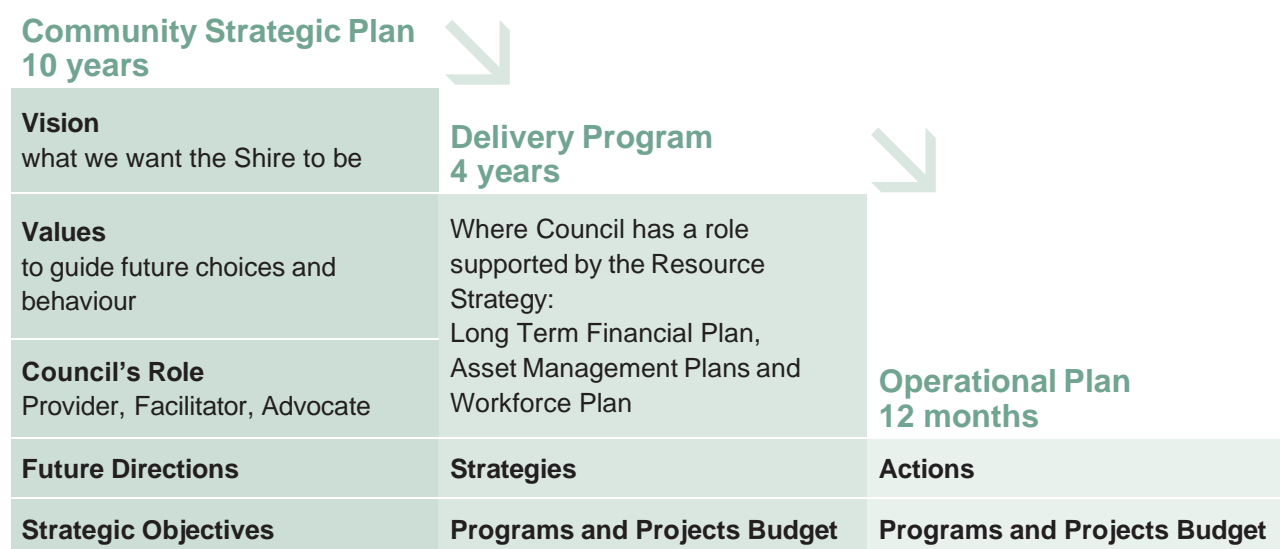 Community Strategic Plan
10 years
Vision
what we want the Shire to be
Values
to guide future choices and
behaviour
Council’s Role
Provider, Facilitator, Advocate
Future Directions
Strategic Objectives
Delivery Program
4 years
Where Council has a role
supported by the Resource
Strategy:
Long Term Financial Plan,
Asset Management Plans and
Workforce Plan
Strategies
Programs and Projects Budget
Operational Plan
12 months
Actions
Programs and Projects Budget